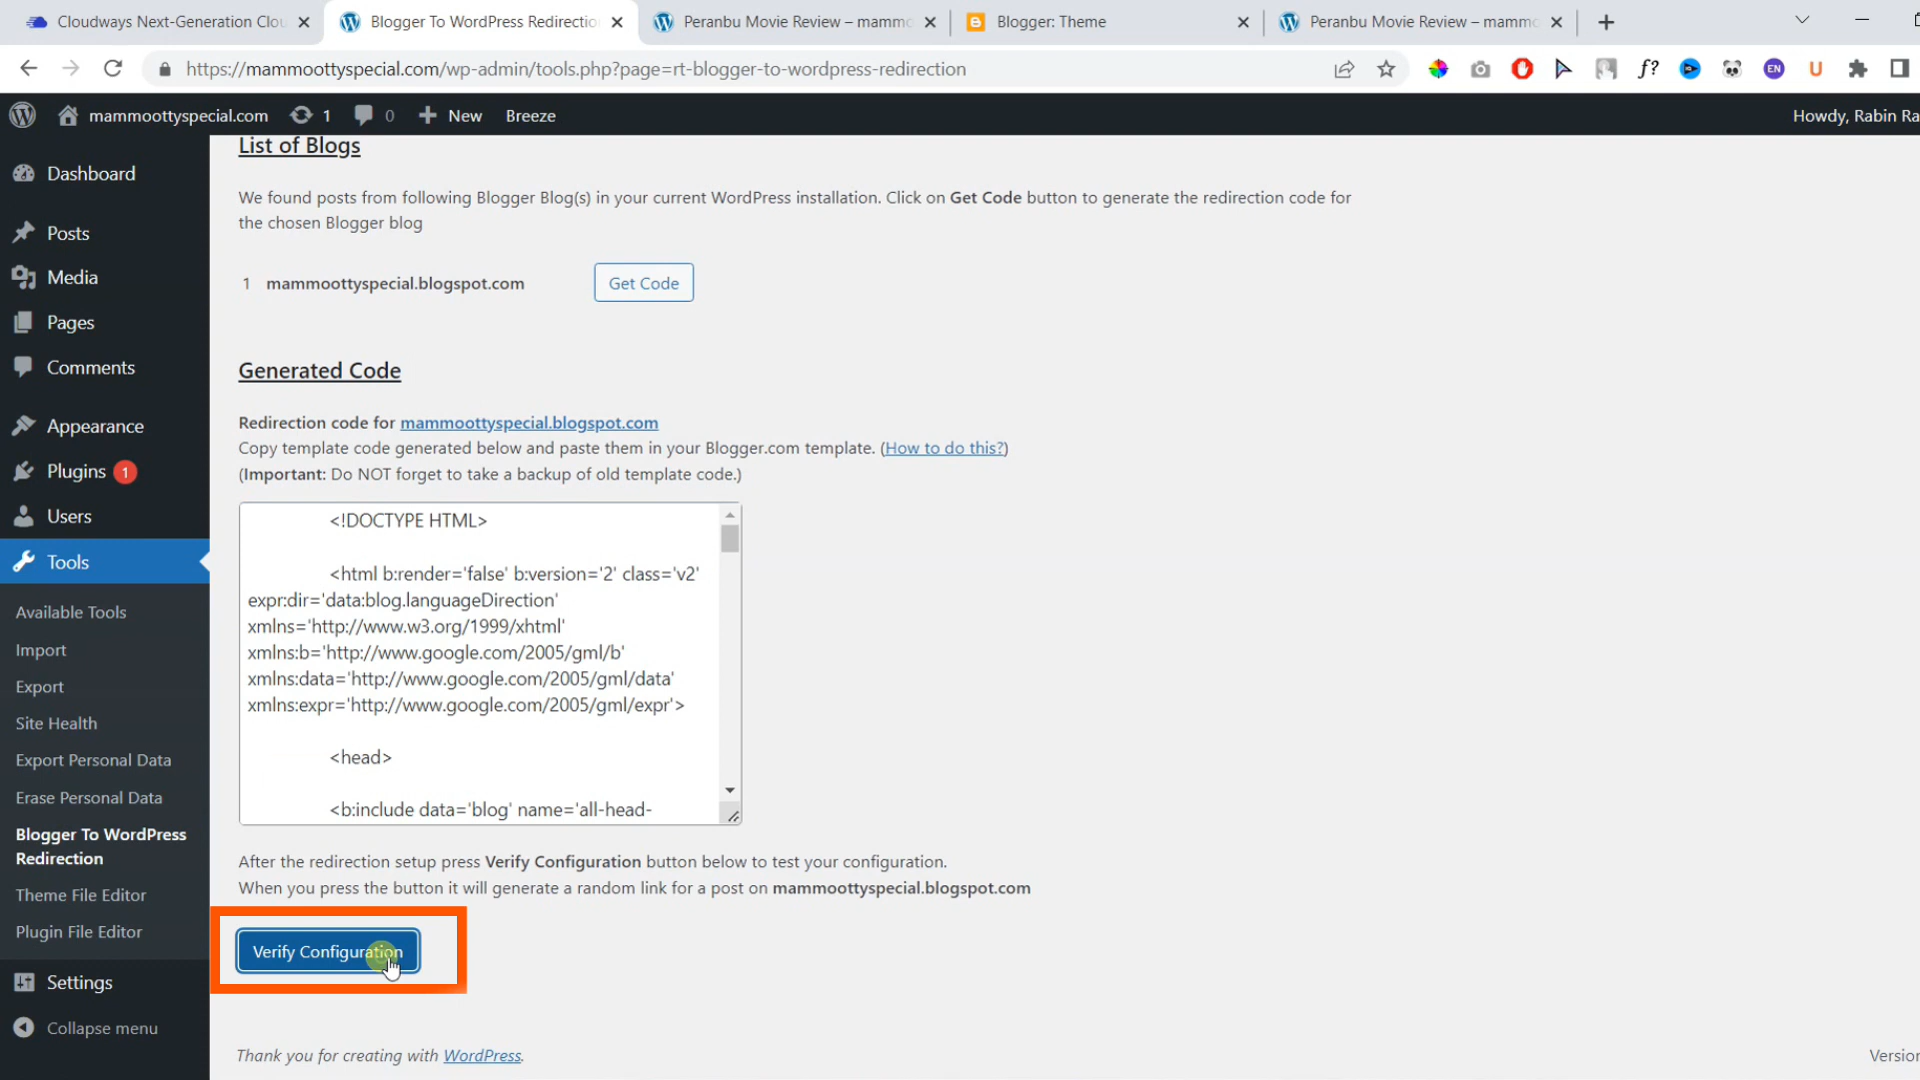 Cloudways Next-Generation Clou
Blogger To WordPress Redirectio
Peranbu Movie Review – mammo
Blogger: Theme
Peranbu Movie Review – mammo
https://mammoottyspecial.com/wp-admin/tools.php?page=rt-blogger-to-wordpress-redirection
f?
EN
U
mammoottyspecial.com
1
0
New
Breeze
Howdy, Rabin Ra
Dashboard
Posts
Media
Pages
Comments
Appearance
Plugins 1
Users
Tools
Available Tools
Import
Export
Site Health
Export Personal Data
Erase Personal Data
Blogger To WordPress
Redirection
Theme File Editor
Plugin File Editor
Settings
Collapse menu
List of Blogs
We found posts from following Blogger Blog(s) in your current WordPress installation. Click on Get Code button to generate the redirection code for
the chosen Blogger blog
1 mammoottyspecial.blogspot.com Get Code
Generated Code
Redirection code for mammoottyspecial.blogspot.com
Copy template code generated below and paste them in your Blogger.com template. (How to do this?)
(Important: Do NOT forget to take a backup of old template code.)
<!DOCTYPE HTML>
<html b:render='false' b:version='2' class='v2'
expr:dir='data:blog.languageDirection'
xmlns='http://www.w3.org/1999/xhtml'
xmlns:b='http://www.google.com/2005/gml/b'
xmlns:data='http://www.google.com/2005/gml/data'
xmlns:expr='http://www.google.com/2005/gml/expr'>
<head>
<b:include data='blog' name='all-head-
After the redirection setup press Verify Configuration button below to test your configuration.
When you press the button it will generate a random link for a post on mammoottyspecial.blogspot.com
Verify Configuration
Thank you for creating with WordPress.
Versio